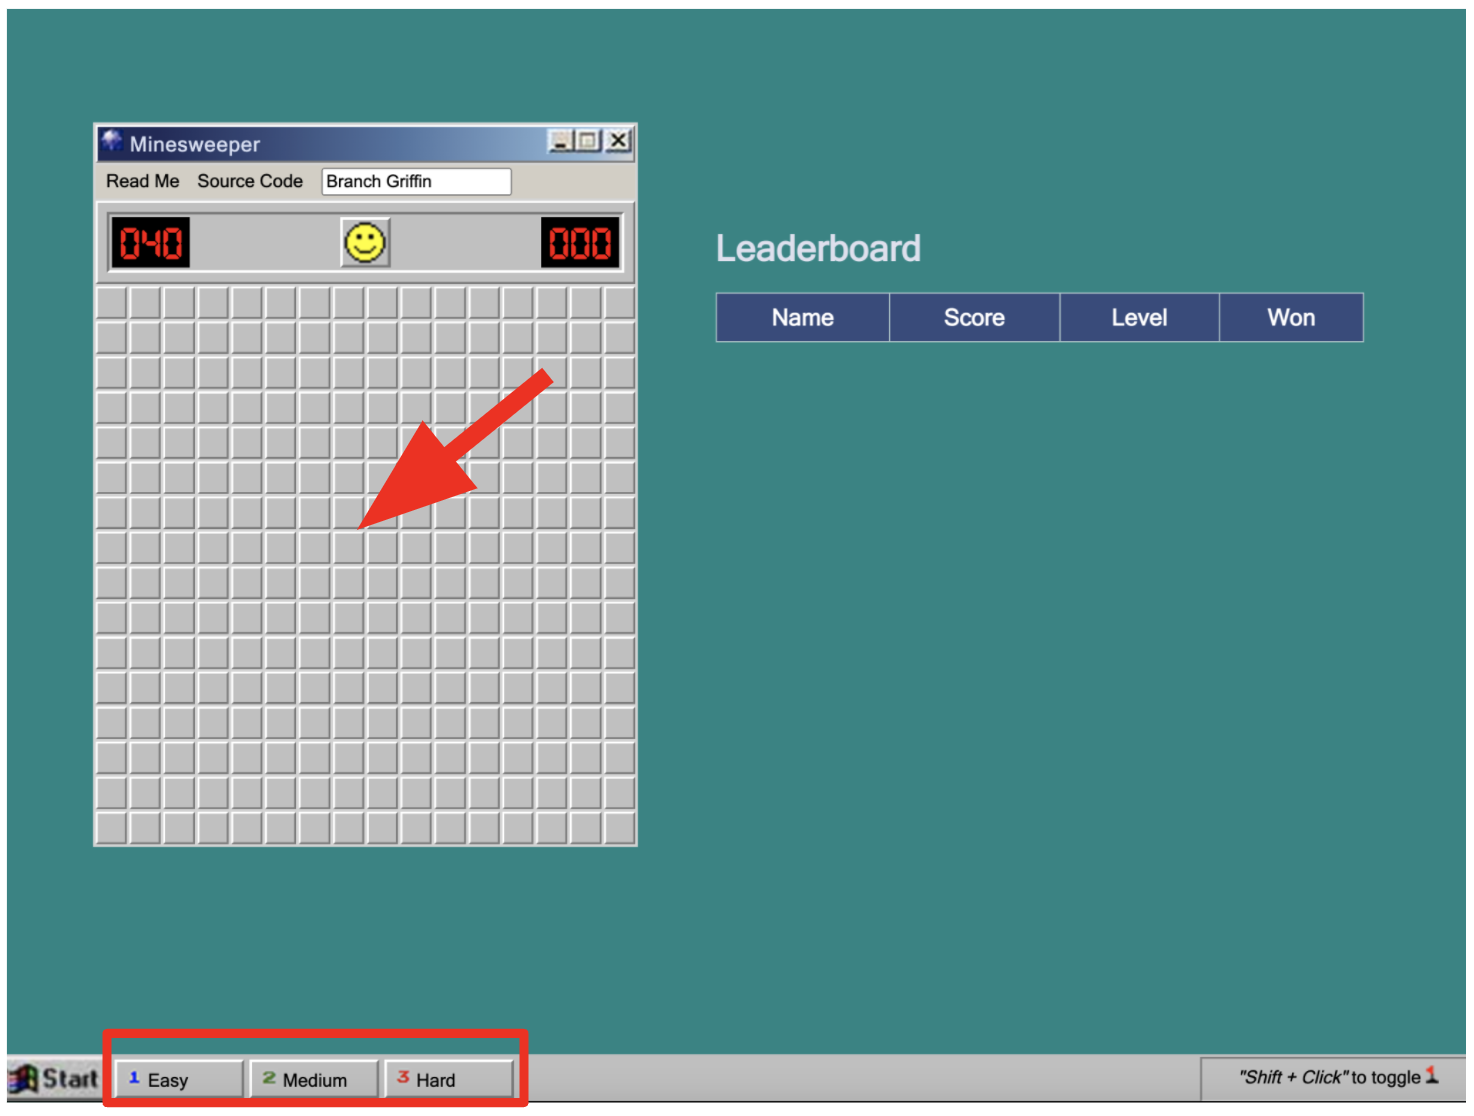 Minesweeper
Read Me Source Code Branch Griffin
040 000
Leaderboard
Name Score Level Won
Start 1 Easy 2 Medium 3 Hard "Shift + Click" to toggle 1